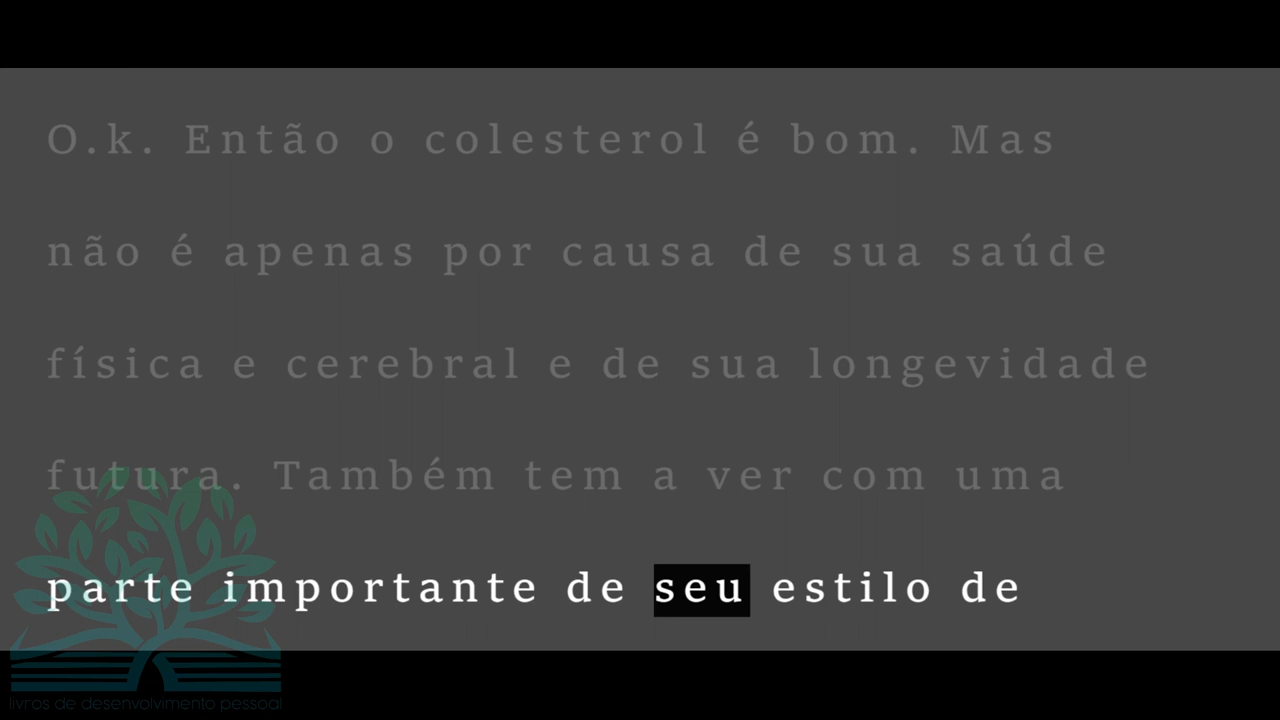 O.k. Então o colesterol é bom. Mas
não é apenas por causa de sua saúde
física e cerebral e de sua longevidade
futura. Também tem a ver com uma
parte importante de seu estilo de
livros de desenvolvimento pessoal